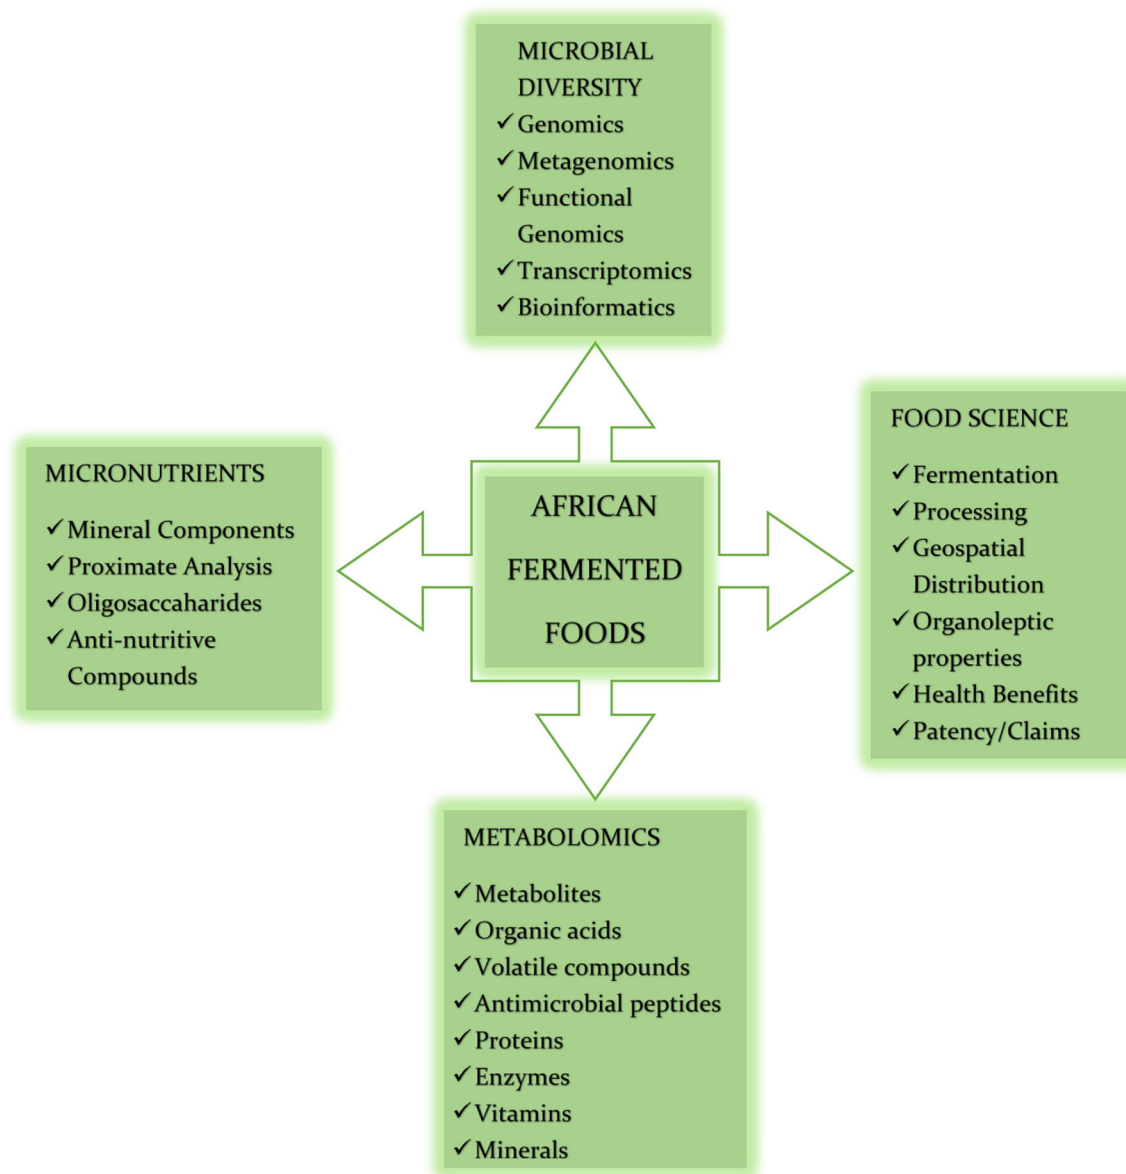 MICROBIAL
DIVERSITY
✓Genomics
✓Metagenomics
✓Functional
Genomics
✓Transcriptomics
✓Bioinformatics
MICRONUTRIENTS
✓Mineral Components
✓Proximate Analysis
✓Oligosaccaharides
✓Anti-nutritive
Compounds
AFRICAN
FERMENTED
FOODS
FOOD SCIENCE
✓Fermentation
✓Processing
✓Geospatial
Distribution
✓Organoleptic
properties
✓Health Benefits
✓Patency/Claims
METABOLOMICS
✓Metabolites
✓Organic acids
✓Volatile compounds
✓Antimicrobial peptides
✓Proteins
✓Enzymes
✓Vitamins
✓Minerals